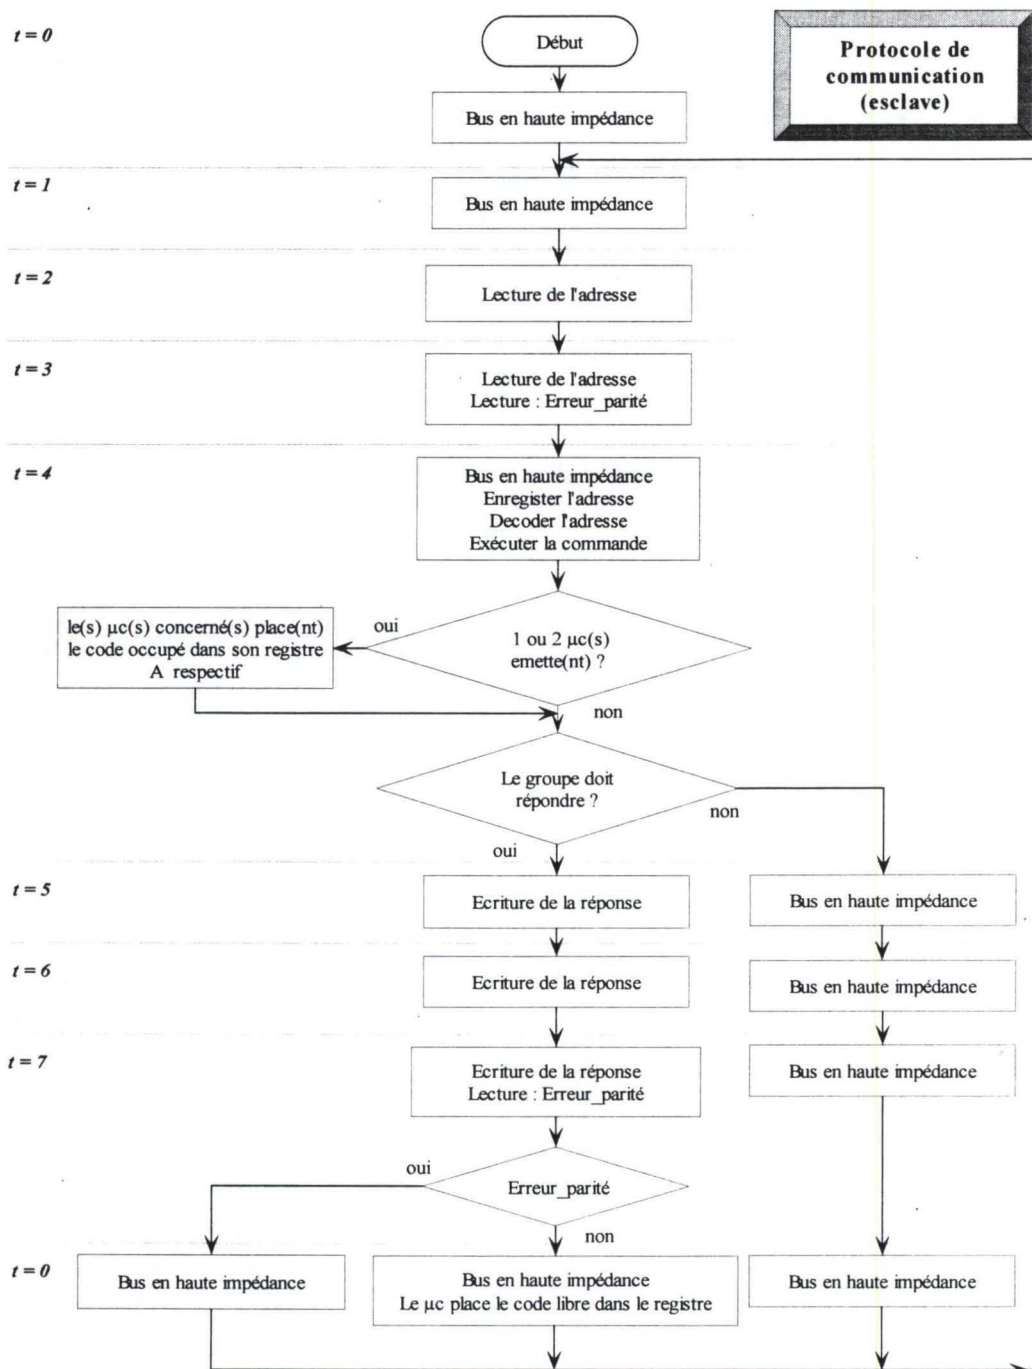 t = 0
Début
Protocole de
communication
(esclave)
Bus en haute impédance
t = 1
Bus en haute impédance
t = 2
Lecture de l'adresse
t = 3
Lecture de l'adresse
Lecture : Erreur_parité
t = 4
Bus en haute impédance
Enregister l'adresse
Decoder l'adresse
Exécuter la commande
le(s) µc(s) concerné(s) place(nt)
le code occupé dans son registre
A respectif
oui
1 ou 2 µc(s)
emette(nt) ?
non
Le groupe doit
répondre ?
non
oui
t = 5
Ecriture de la réponse
Bus en haute impédance
t = 6
Ecriture de la réponse
Bus en haute impédance
t = 7
Ecriture de la réponse
Lecture : Erreur_parité
Bus en haute impédance
oui
Erreur_parité
non
t = 0
Bus en haute impédance
Bus en haute impédance
Le µc place le code libre dans le registre
Bus en haute impédance